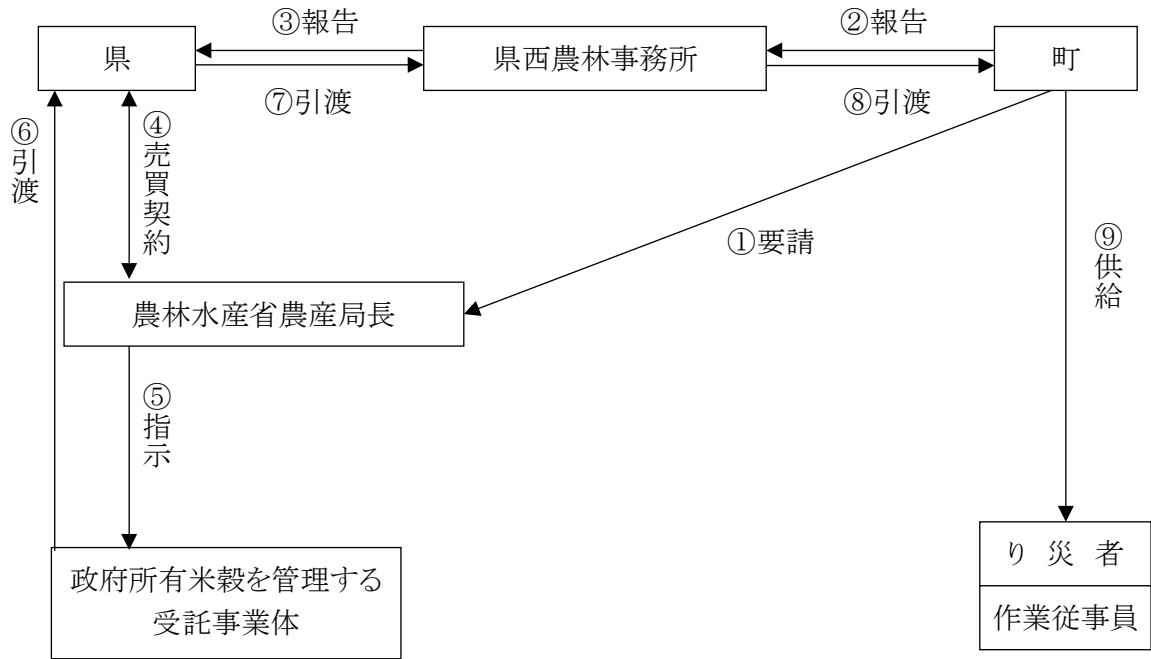 ③報告
②報告
県
県西農林事務所
町
⑦引渡
⑧引渡
⑥引渡
④売買契約
①要請
⑨供給
農林水産省農産局長
⑤指示
政府所有米穀を管理する
受託事業体
り災者
作業従事員